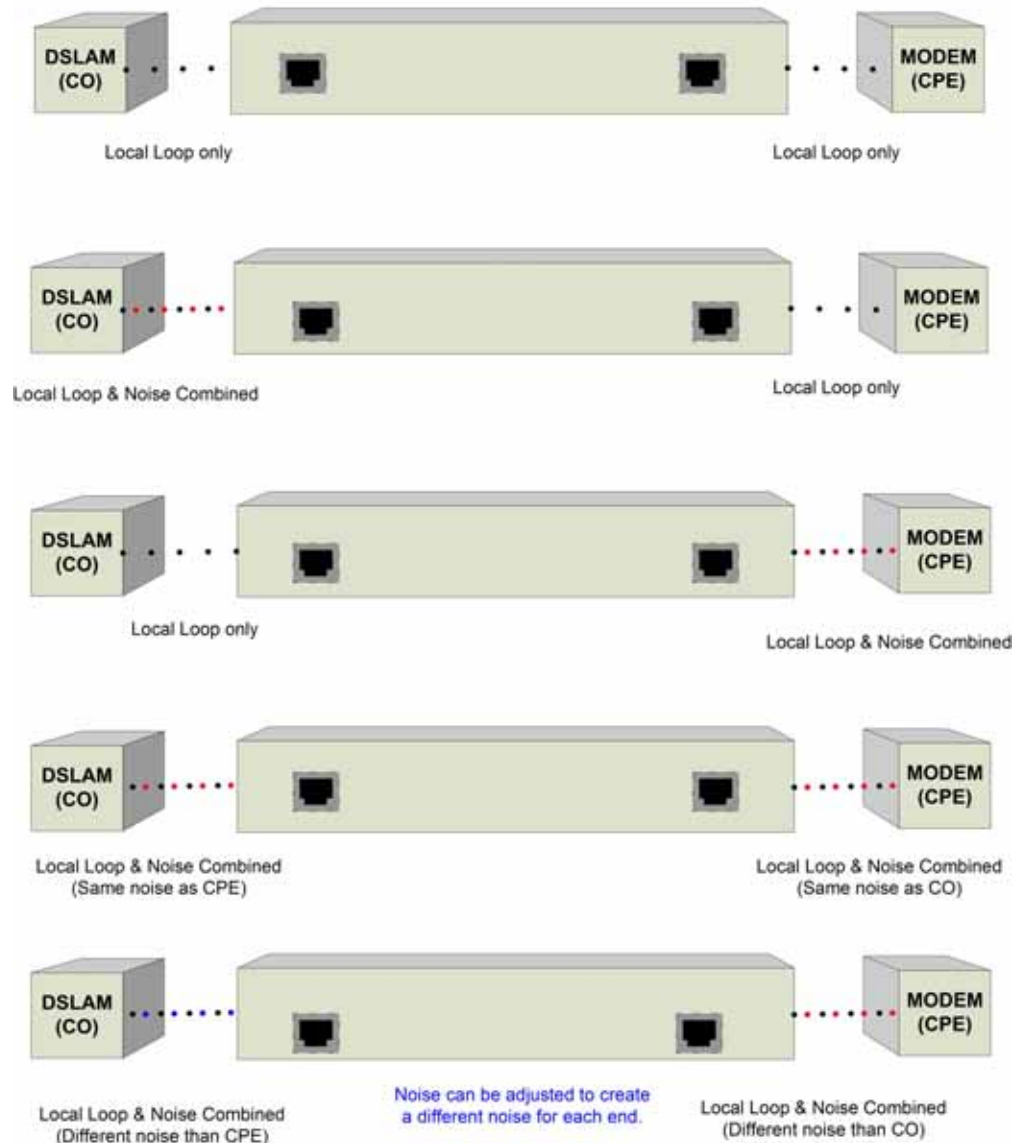 DSLAM
(CO)
MODEM
(CPE)
Local Loop only
Local Loop only
DSLAM
(CO)
MODEM
(CPE)
Local Loop & Noise Combined
Local Loop only
DSLAM
(CO)
MODEM
(CPE)
Local Loop only
Local Loop & Noise Combined
DSLAM
(CO)
MODEM
(CPE)
Local Loop & Noise Combined
(Same noise as CPE)
Local Loop & Noise Combined
(Same noise as CO)
DSLAM
(CO)
MODEM
(CPE)
Local Loop & Noise Combined
(Different noise than CPE)
Noise can be adjusted to create
a different noise for each end.
Local Loop & Noise Combined
(Different noise than CO)